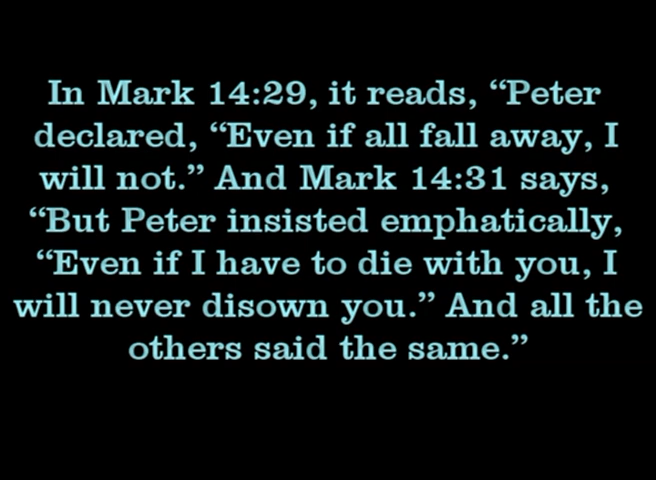 In Mark 14:29, it reads, “Peter
declared, “Even if all fall away, I
will not.” And Mark 14:31 says,
“But Peter insisted emphatically,
“Even if I have to die with you, I
will never disown you.” And all the
others said the same.”